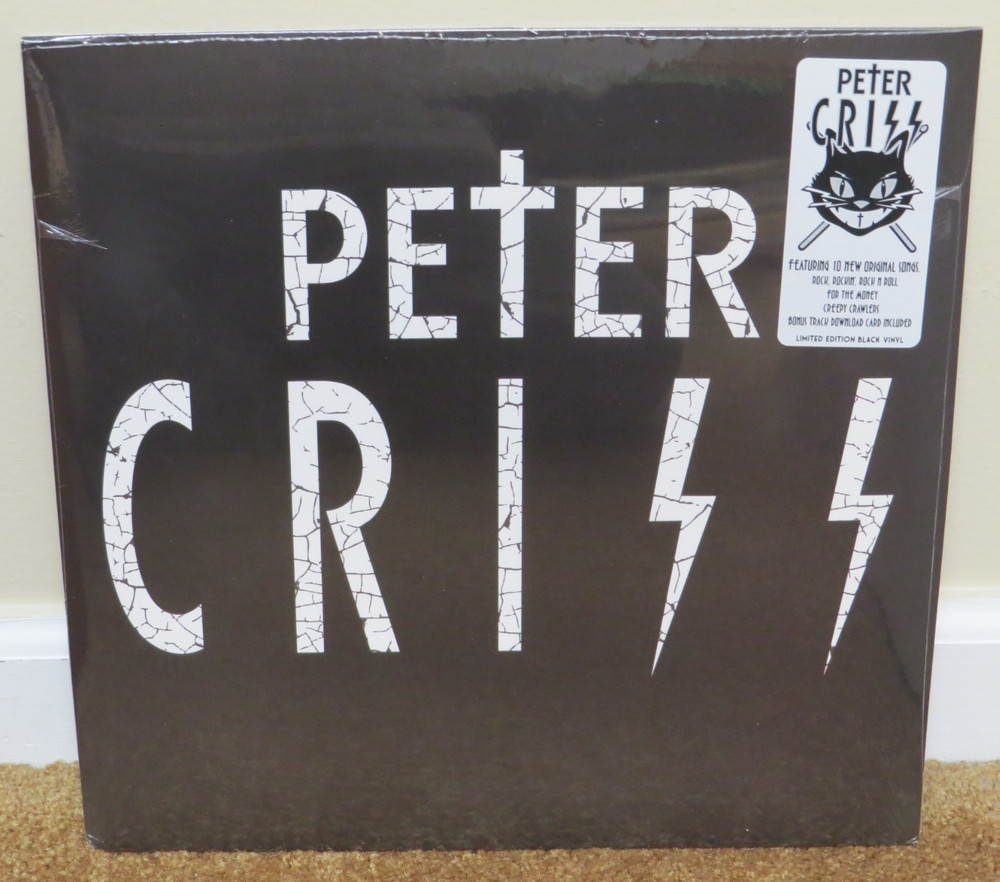 PETER
CRISS
PETER
CRISS
FEATURING 10 NEW ORIGINAL SONGS.
ROCK, ROCKIN', ROCK N ROLL
FOR THE MONEY
CREEPY CRAWLERS
BONUS TRACK DOWNLOAD CARD INCLUDED
LIMITED EDITION BLACK VINYL